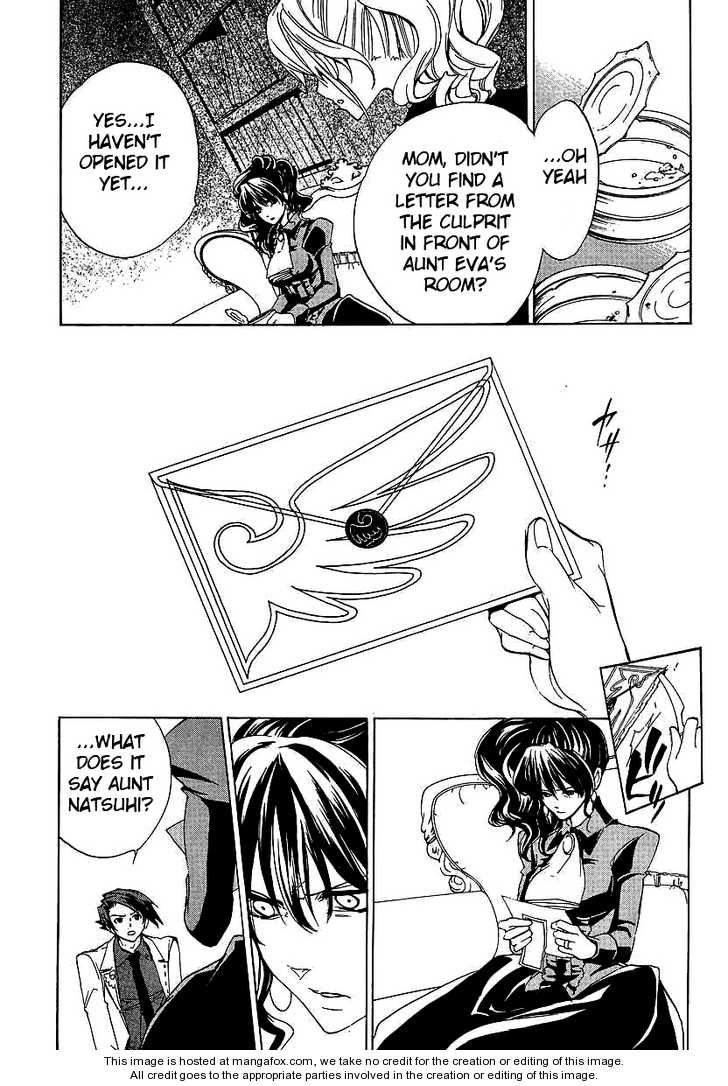 ...OH
YEAH
MOM, DIDN'T
YOU FIND A
LETTER FROM
THE CULPRIT
IN FRONT OF
AUNT EVA'S
ROOM?
YES...I
HAVEN'T
OPENED IT
YET...
...WHAT
DOES IT
SAY AUNT
NATSUHI?
This image is hosted at mangafox.com, we take no credit for the creation or editing of this image.
All credit goes to the appropriate parties involved in the creation or editing of this image.